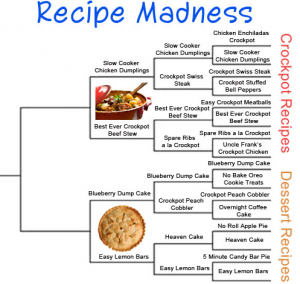 Recipe Madness
Chicken Enchiladas
Crockpot
Slow Cooker
Chicken Dumplings
Slow Cooker
Chicken Dumplings
Slow Cooker
Chicken Dumplings
Crockpot Swiss Steak
Crockpot Swiss
Steak
Crockpot Stuffed
Bell Peppers
Easy Crockpot Meatballs
Best Ever Crockpot
Beef Stew
Best Ever Crockpot
Beef Stew
Best Ever Crockpot
Beef Stew
Spare Ribs a la Crockpot
Spare Ribs
a la Crockpot
Uncle Frank's
Crockpot Chicken
Crockpot Recipes
Blueberry Dump Cake
Blueberry Dump Cake
No Bake Oreo
Cookie Treats
Blueberry Dump Cake
Crockpot Peach Cobbler
Crockpot Peach
Cobbler
Overnight Coffee
Cake
No Roll Apple Pie
Heaven Cake
Heaven Cake
Easy Lemon Bars
5 Minute Candy Bar Pie
Easy Lemon Bars
Easy Lemon Bars
Dessert Recipes